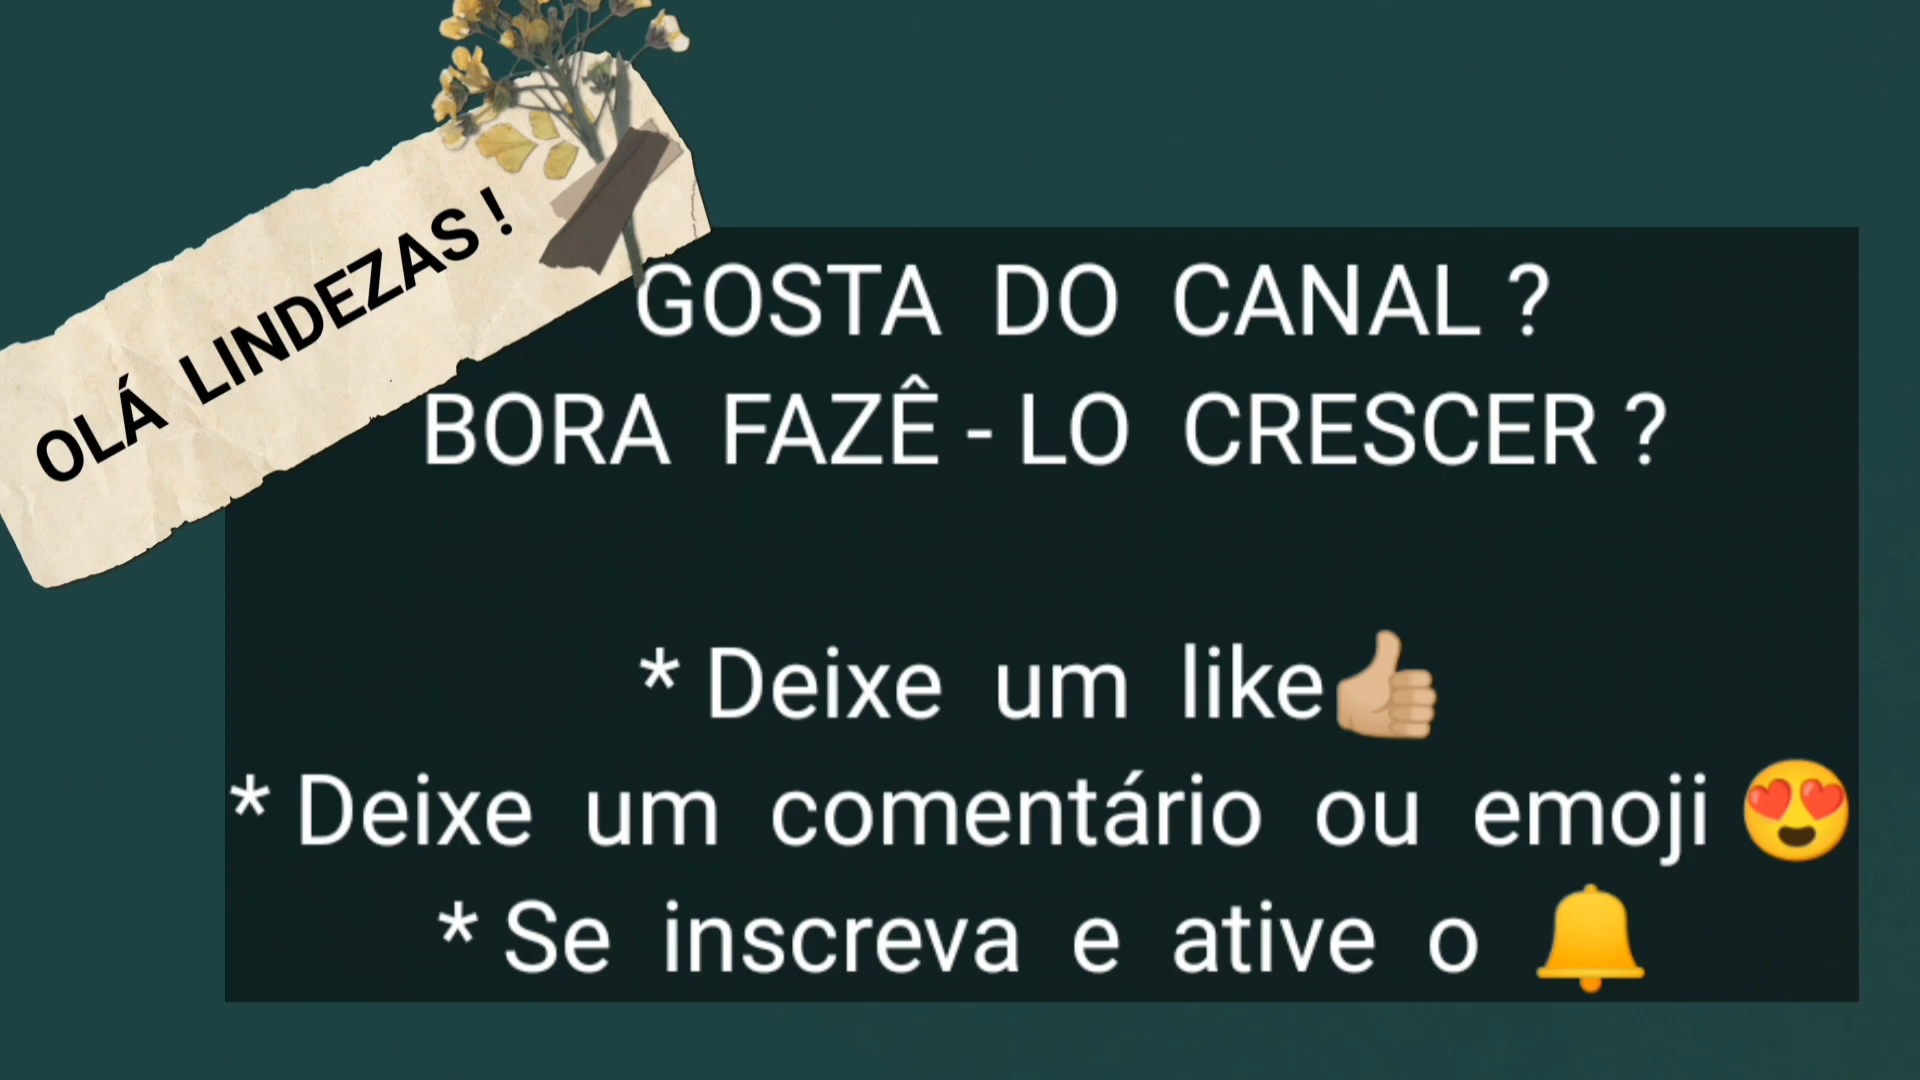 OLÁ LINDEZAS !
GOSTA DO CANAL ?
BORA FAZÊ - LO CRESCER ?
* Deixe um like👍🏼
* Deixe um comentário ou emoji 😍
* Se inscreva e ative o 🔔